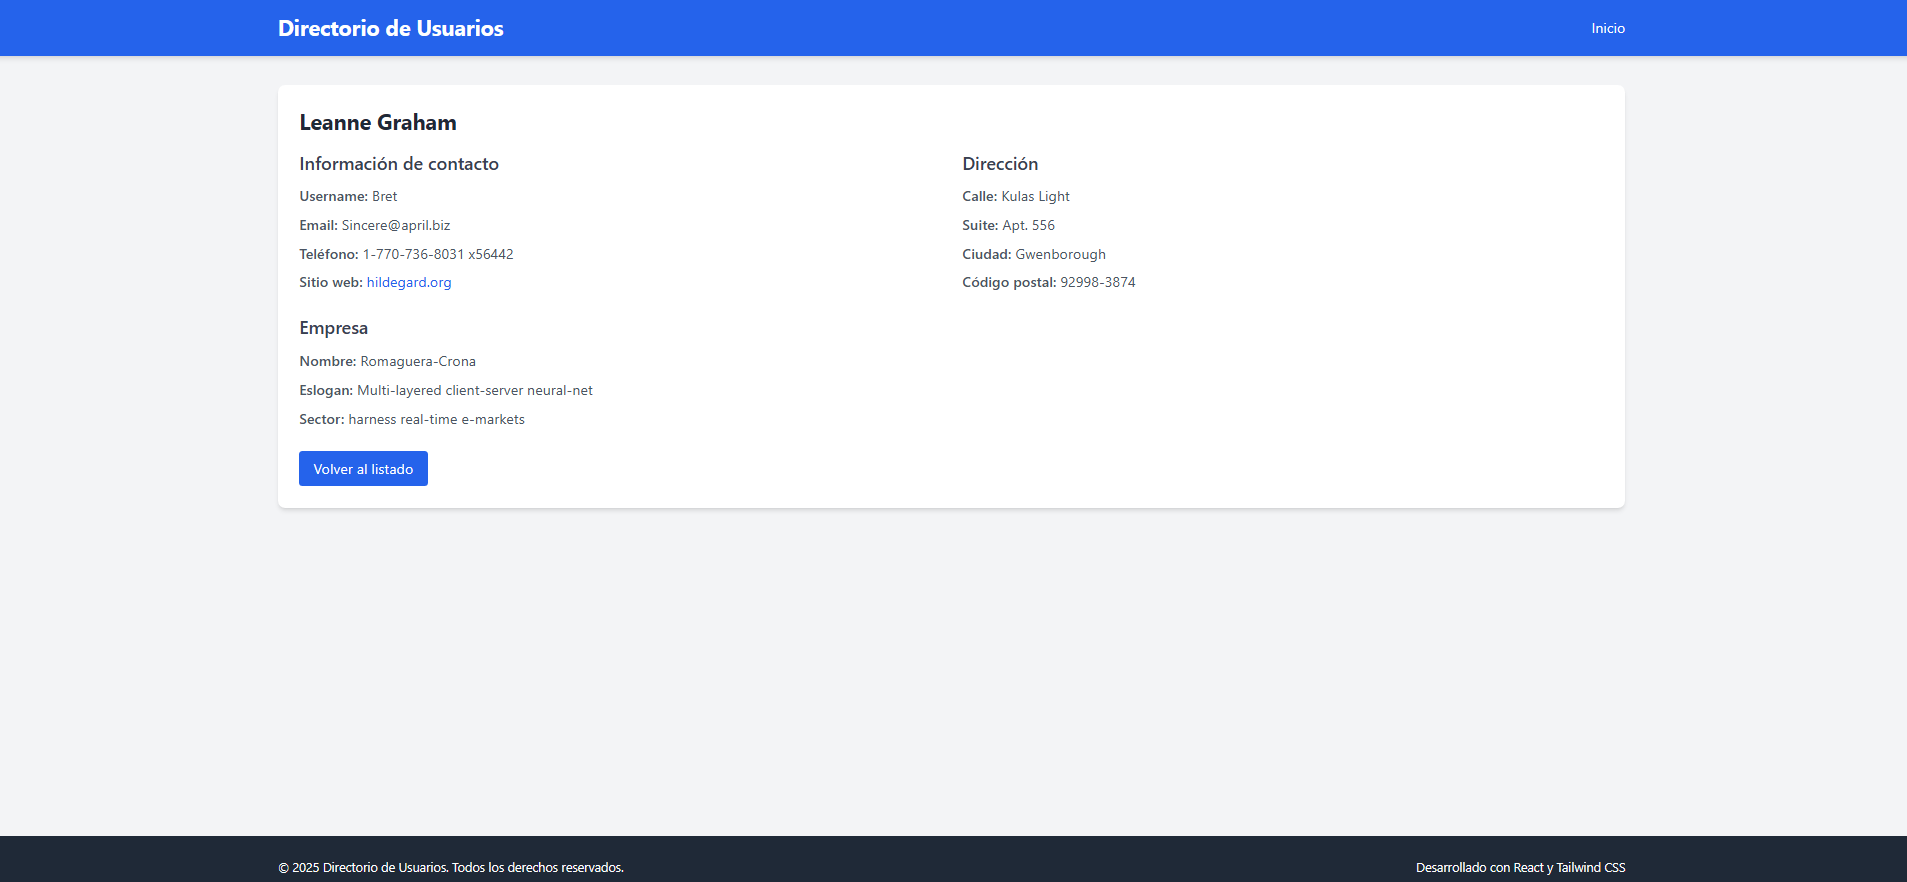 Directorio de Usuarios
Inicio
Leanne Graham
Información de contacto
Username: Bret
Email: Sincere@april.biz
Teléfono: 1-770-736-8031 x56442
Sitio web: hildegard.org
Dirección
Calle: Kulas Light
Suite: Apt. 556
Ciudad: Gwenborough
Código postal: 92998-3874
Empresa
Nombre: Romaguera-Crona
Eslogan: Multi-layered client-server neural-net
Sector: harness real-time e-markets
Volver al listado
© 2025 Directorio de Usuarios. Todos los derechos reservados.
Desarrollado con React y Tailwind CSS